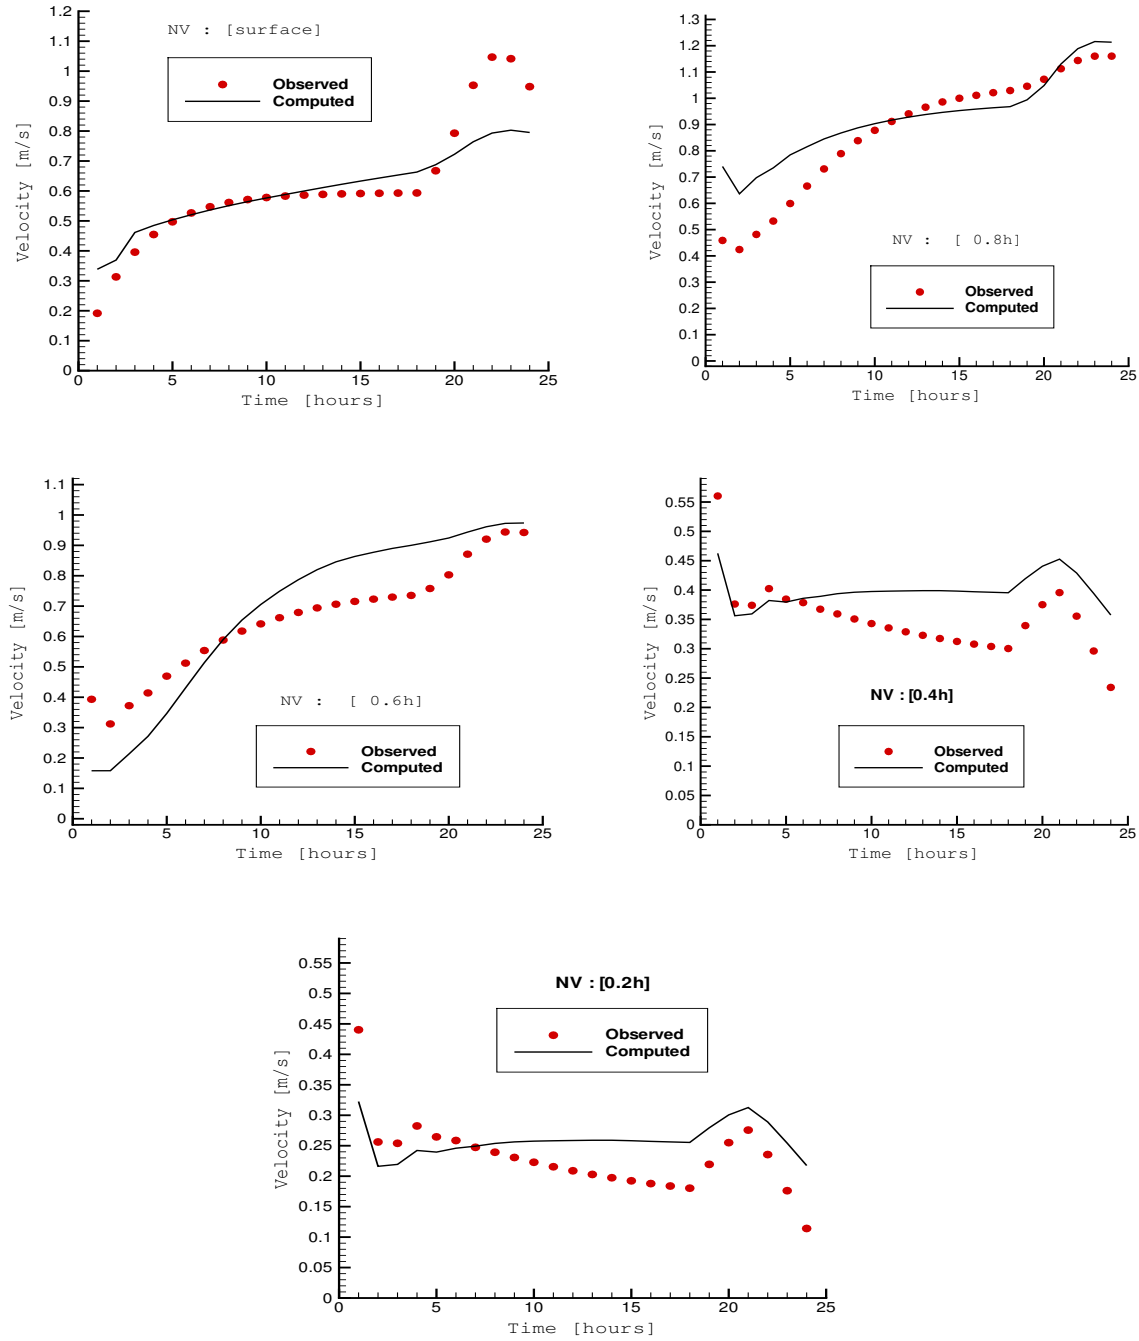 NV : [surface]
Observed
Computed
Velocity [m/s]
1.2
1.1
1
0.9
0.8
0.7
0.6
0.5
0.4
0.3
0.2
0.1
0
0 5 10 15 20 25
Time [hours]
NV : [ 0.8h]
Observed
Computed
Velocity [m/s]
1.3
1.2
1.1
1
0.9
0.8
0.7
0.6
0.5
0.4
0.3
0.2
0.1
0
0 5 10 15 20 25
Time [hours]
NV : [ 0.6h]
Observed
Computed
Velocity [m/s]
1.1
1
0.9
0.8
0.7
0.6
0.5
0.4
0.3
0.2
0.1
0
0 5 10 15 20 25
Time [hours]
NV :[0.4h]
Observed
Computed
Velocity [m/s]
0.55
0.5
0.45
0.4
0.35
0.3
0.25
0.2
0.15
0.1
0.05
0
0 5 10 15 20 25
Time [hours]
NV :[0.2h]
Observed
Computed
Velocity [m/s]
0.55
0.5
0.45
0.4
0.35
0.3
0.25
0.2
0.15
0.1
0.05
0
0 5 10 15 20 25
Time [hours]